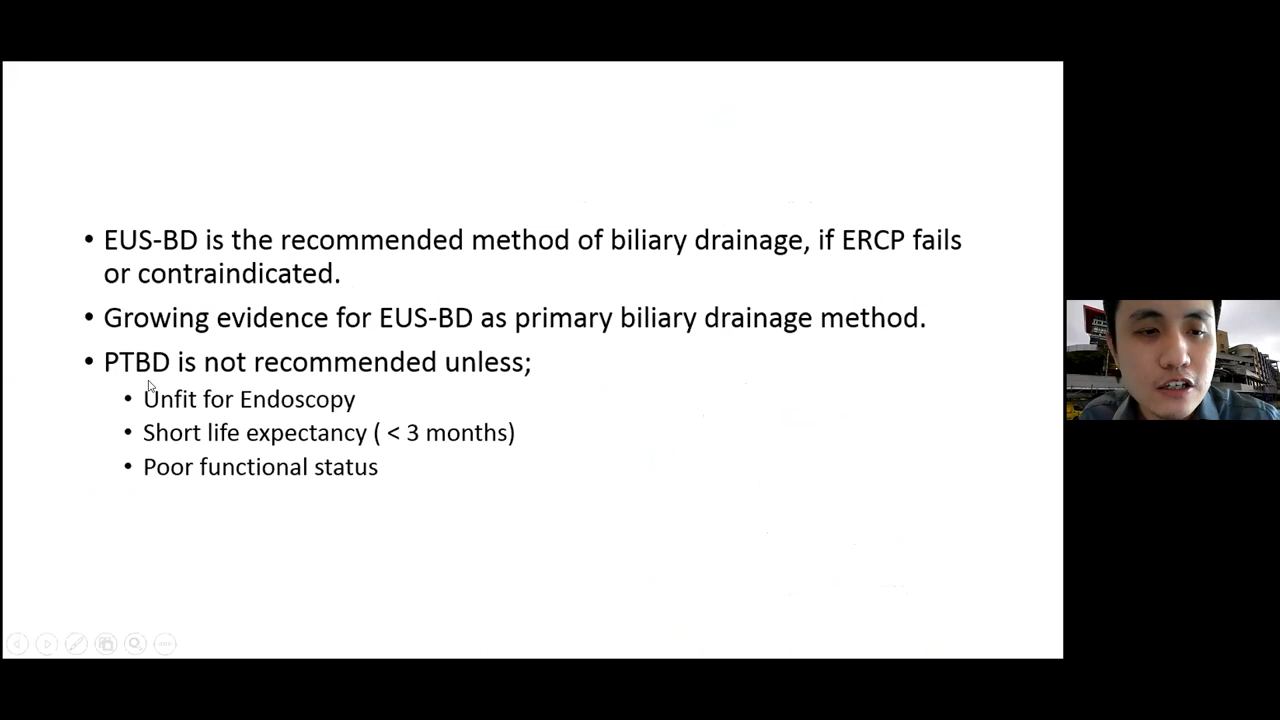 • EUS-BD is the recommended method of biliary drainage, if ERCP fails
or contraindicated.
• Growing evidence for EUS-BD as primary biliary drainage method.
• PTBD is not recommended unless;
• Unfit for Endoscopy
• Short life expectancy ( < 3 months)
• Poor functional status